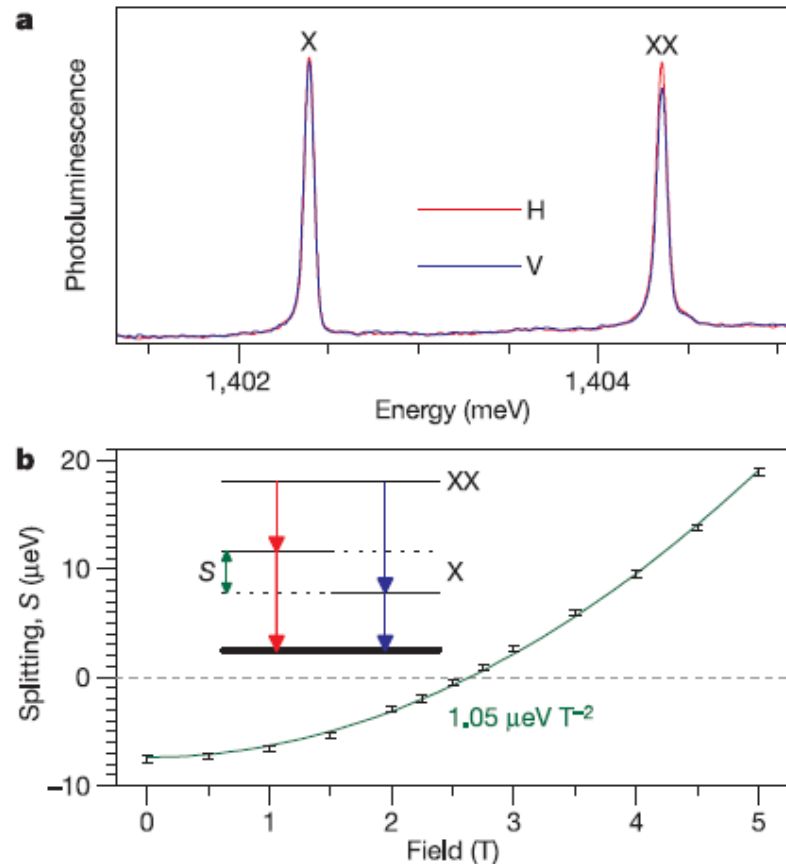 a
X
XX
Photoluminescence
H
V
1,402
1,404
Energy (meV)
b
20
10
0
–10
Splitting, S (μeV)
XX
S
X
1.05 μeV T⁻²
0
1
2
3
4
5
Field (T)